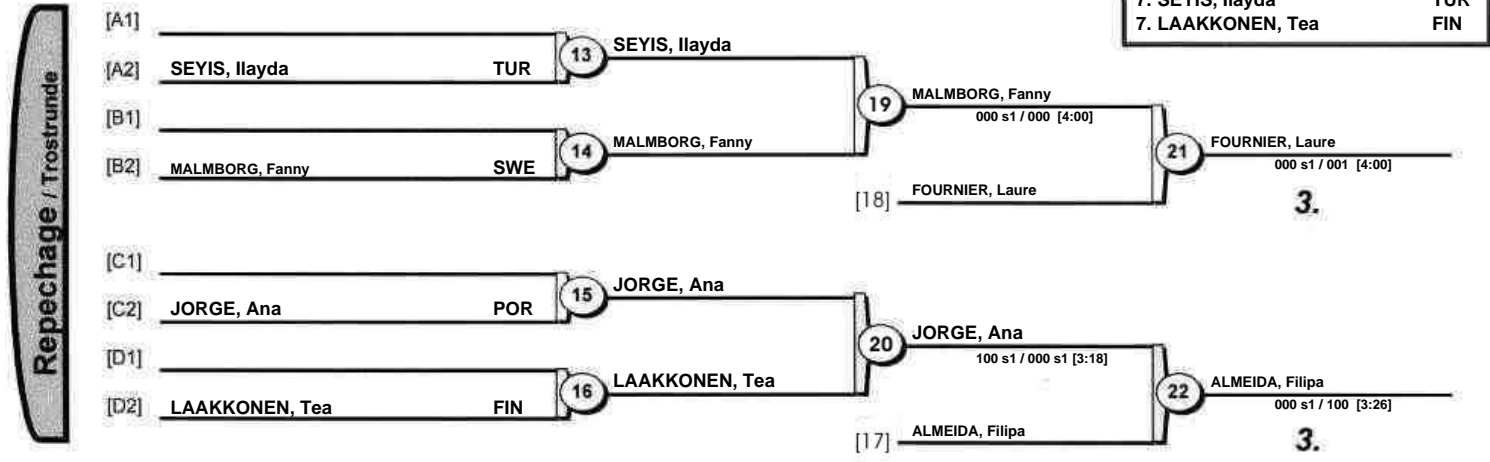 7. SEYIS, Ilayda TUR
7. LAAKKONEN, Tea FIN
Repechage / Trostrunde
[A1]
[A2] SEYIS, Ilayda TUR
13
SEYIS, Ilayda
[B1]
[B2] MALMBORG, Fanny SWE
14
MALMBORG, Fanny
19
MALMBORG, Fanny
000 s1 / 000 [4:00]
[18] FOURNIER, Laure
21
FOURNIER, Laure
000 s1 / 001 [4:00]
3.
[C1]
[C2] JORGE, Ana POR
15
JORGE, Ana
[D1]
[D2] LAAKKONEN, Tea FIN
16
LAAKKONEN, Tea
20
JORGE, Ana
100 s1 / 000 s1 [3:18]
[17] ALMEIDA, Filipa
22
ALMEIDA, Filipa
000 s1 / 100 [3:26]
3.